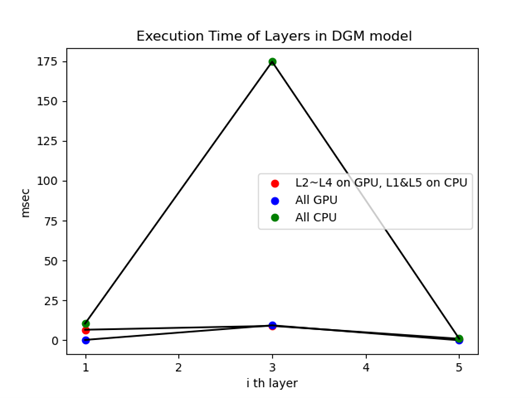 Execution Time of Layers in DGM model
175
150
125
100
75
50
25
0
msec
L2~L4 on GPU, L1&L5 on CPU
All GPU
All CPU
1
2
3
4
5
i th layer